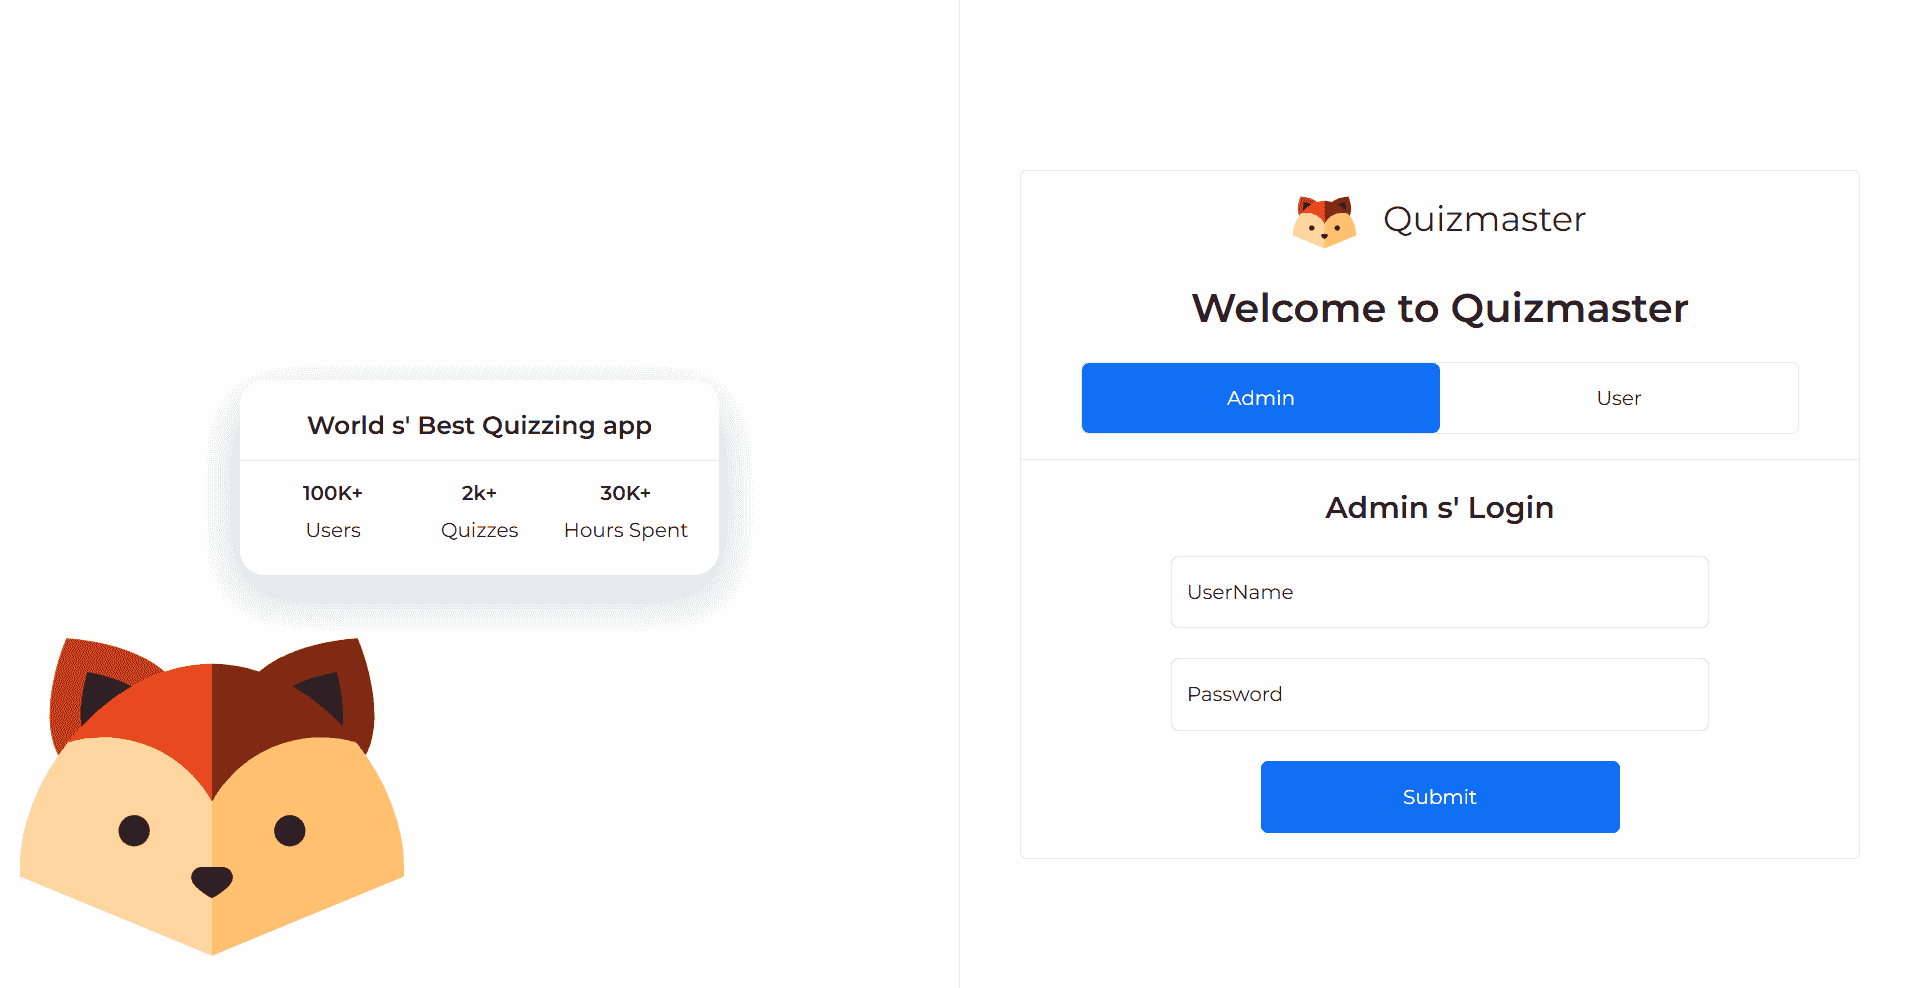 World s' Best Quizzing app
100K+ 2k+ 30K+
Users Quizzes Hours Spent
Quizmaster
Welcome to Quizmaster
Admin User
Admin s' Login
UserName
Password
Submit